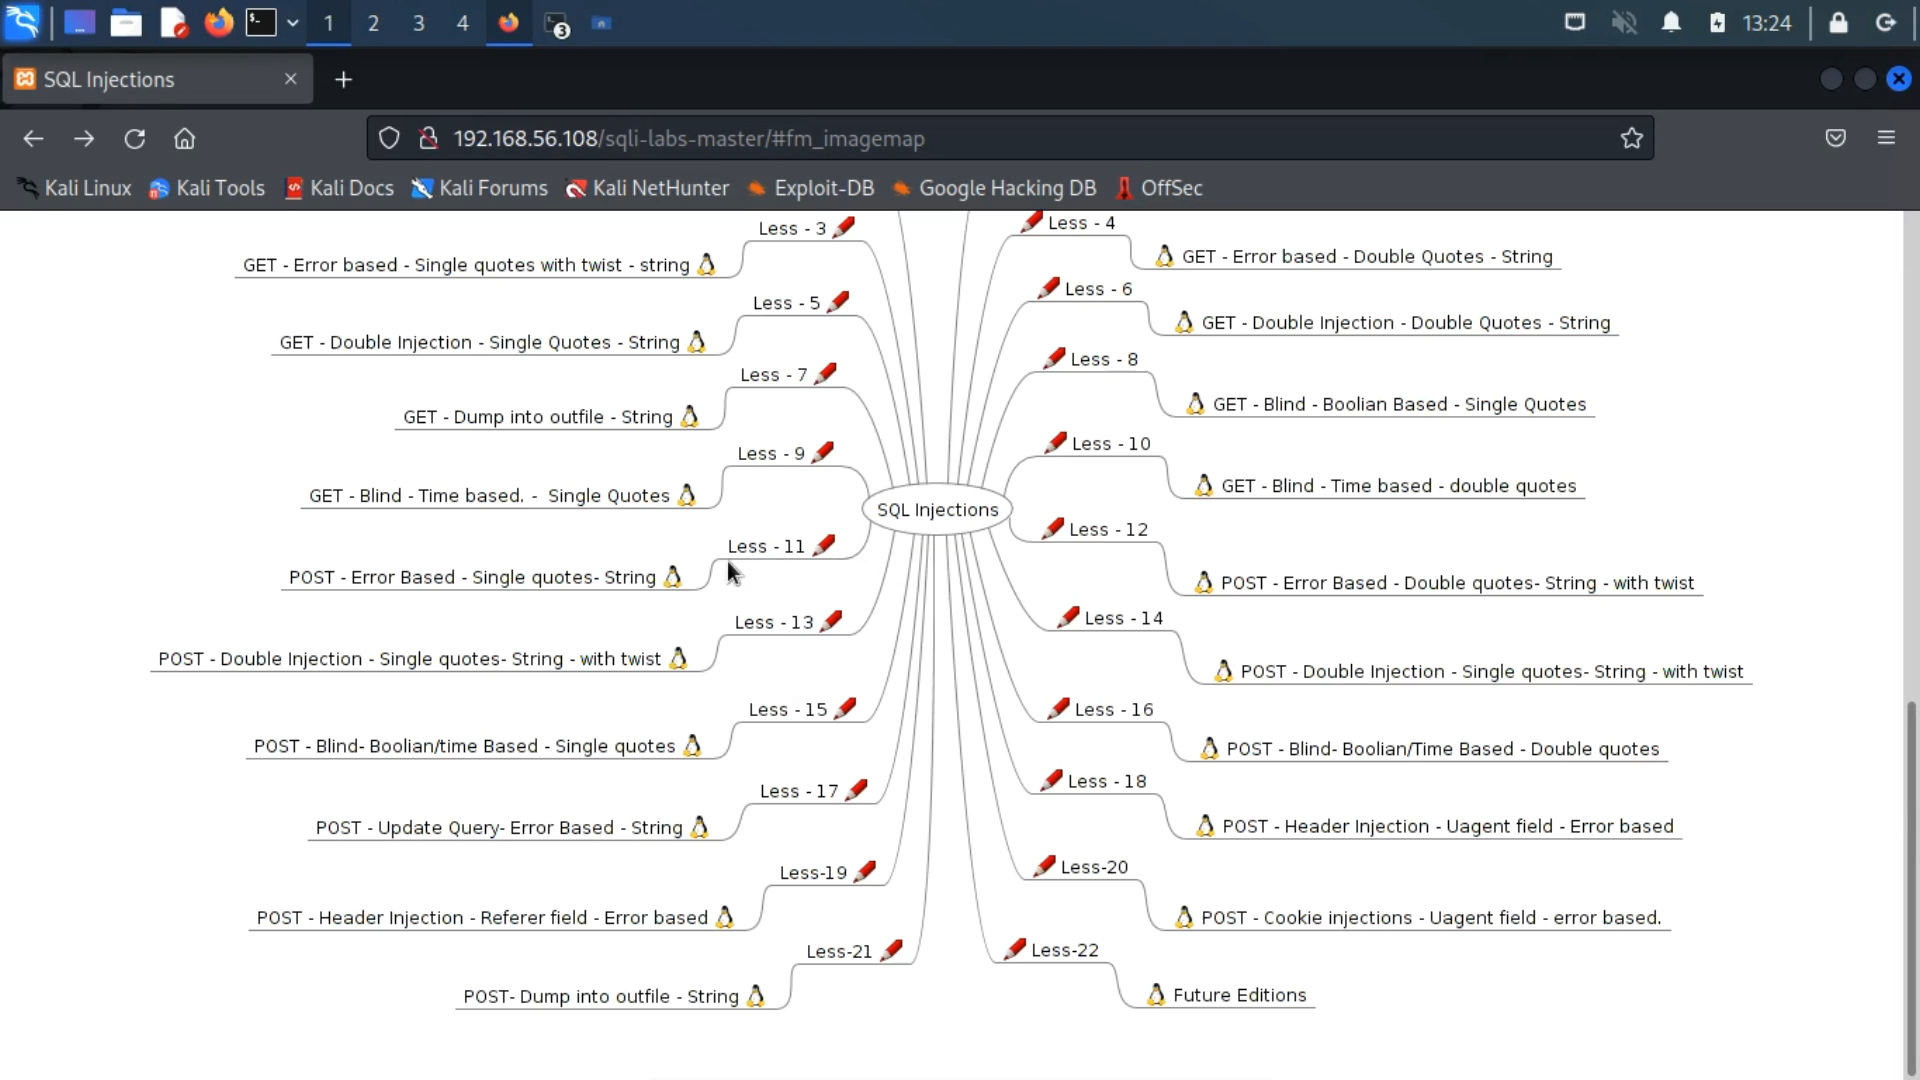 1 2 3 4
3
13:24
SQL Injections
192.168.56.108/sqli-labs-master/#fm_imagemap
Kali Linux
Kali Tools
Kali Docs
Kali Forums
Kali NetHunter
Exploit-DB
Google Hacking DB
OffSec
Less - 3
GET - Error based - Single quotes with twist - string
Less - 5
GET - Double Injection - Single Quotes - String
Less - 7
GET - Dump into outfile - String
Less - 9
GET - Blind - Time based. - Single Quotes
Less - 11
POST - Error Based - Single quotes- String
Less - 13
POST - Double Injection - Single quotes- String - with twist
Less - 15
POST - Blind- Boolian/time Based - Single quotes
Less - 17
POST - Update Query- Error Based - String
Less-19
POST - Header Injection - Referer field - Error based
Less-21
POST- Dump into outfile - String
SQL Injections
Less - 4
GET - Error based - Double Quotes - String
Less - 6
GET - Double Injection - Double Quotes - String
Less - 8
GET - Blind - Boolian Based - Single Quotes
Less - 10
GET - Blind - Time based - double quotes
Less - 12
POST - Error Based - Double quotes- String - with twist
Less - 14
POST - Double Injection - Single quotes- String - with twist
Less - 16
POST - Blind- Boolian/Time Based - Double quotes
Less - 18
POST - Header Injection - Uagent field - Error based
Less-20
POST - Cookie injections - Uagent field - error based.
Less-22
Future Editions